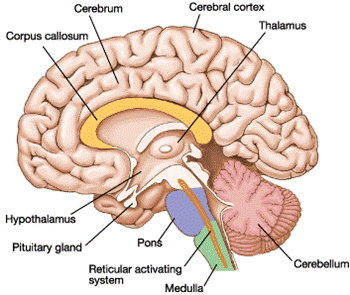 Cerebrum
Cerebral cortex
Corpus callosum
Thalamus
Hypothalamus
Pituitary gland
Pons
Reticular activating
system
Cerebellum
Medulla